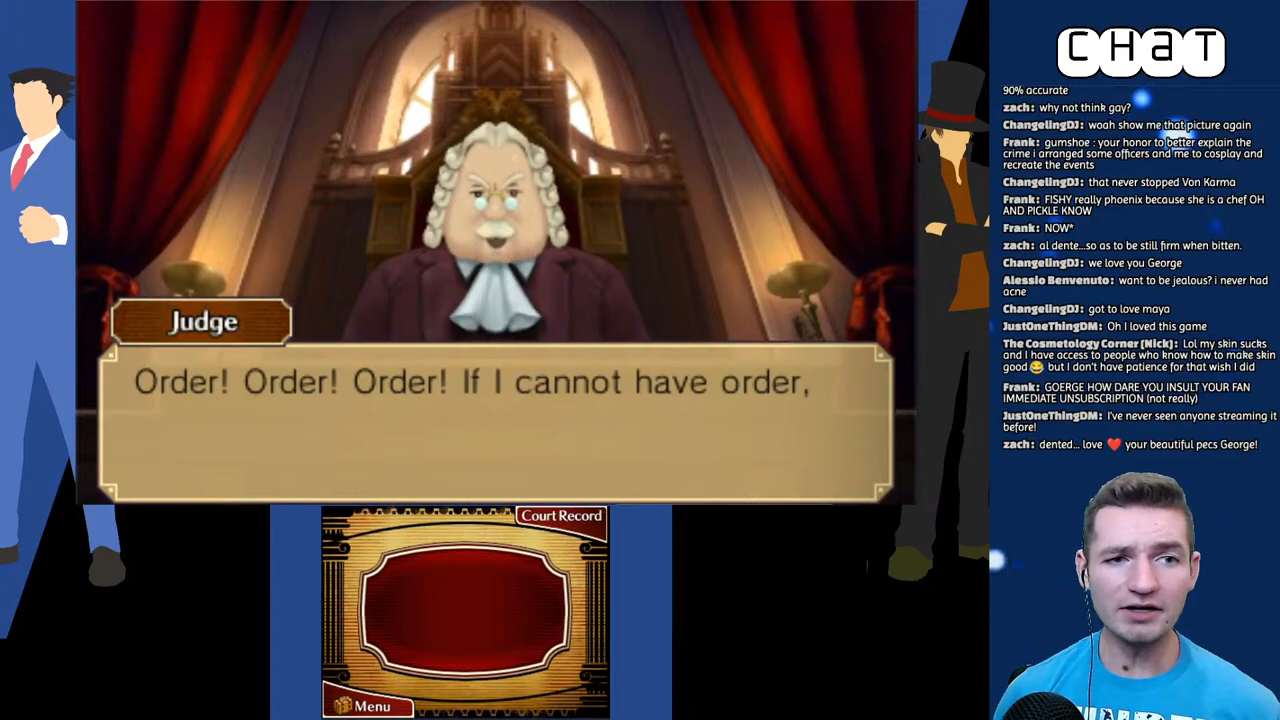 Judge
Order! Order! Order! If I cannot have order,
Court Record
Menu
CHaT
90% accurate
zach: why not think gay?
ChangelingDJ: woah show me that picture again
Frank: gumshoe : your honor to better explain the
crime i arranged some officers and me to cosplay and
recreate the events
ChangelingDJ: that never stopped Von Karma
Frank: FISHY really phoenix because she is a chef OH
AND PICKLE KNOW
Frank: NOW*
zach: al dente...so as to be still firm when bitten.
ChangelingDJ: we love you George
Alessio Benvenuto: want to be jealous? i never had
acne
ChangelingDJ: got to love maya
JustOneThingDM: Oh I loved this game
The Cosmetology Corner [Nick]: Lol my skin sucks
and I have access to people who know how to make skin
good😂 but I don't have patience for that wish I did
Frank: GOERGE HOW DARE YOU INSULT YOUR FAN
IMMEDIATE UNSUBSCRIPTION (not really)
JustOneThingDM: I've never seen anyone streaming it
before!
zach: dented... love ❤️ your beautiful pecs George!